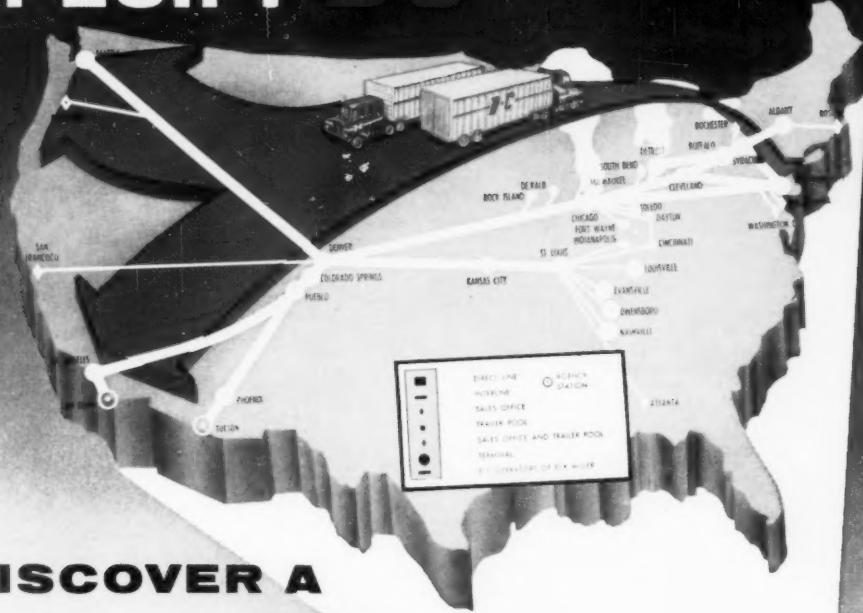 D-C
ALBANY
ROCHESTER
DETROIT
BUFFALO
SOUTH BEND
DE KALB
MILWAUKEE
CLEVELAND
ROCK ISLAND
TOLEDO
CHICAGO
DAYTON
FORT WAYNE
WASHINGTON
INDIANAPOLIS
SAN
FRANCISCO
DENVER
ST. LOUIS
CINCINNATI
COLORADO SPRINGS
KANSAS CITY
LOUISVILLE
PUEBLO
EVANSVILLE
OWENSBORO
NASHVILLE
PHOENIX
TUCSON
ATLANTA
DIRECT LINE
AGENCY
STATION
INTERLINE
SALES OFFICE
TRAILER POOL
SALES OFFICE AND TRAILER POOL
TERMINAL
ISCOVER A